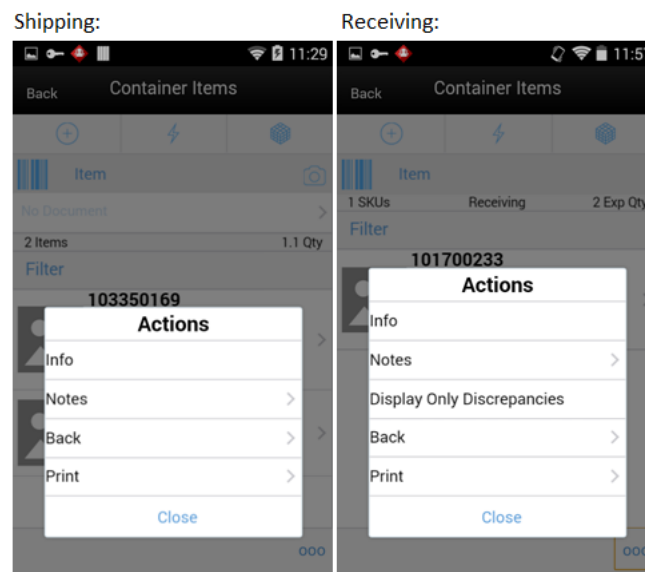 Shipping:
11:29
Back
Container Items
Item
No Document
2 Items
1.1 Qty
Filter
103350169
Actions
Info
Notes
Back
Print
Close
Receiving:
11:5
Back
Container Items
Item
1 SKUs
Receiving
2 Exp Qty
Filter
101700233
Actions
Info
Notes
Display Only Discrepancies
Back
Print
Close